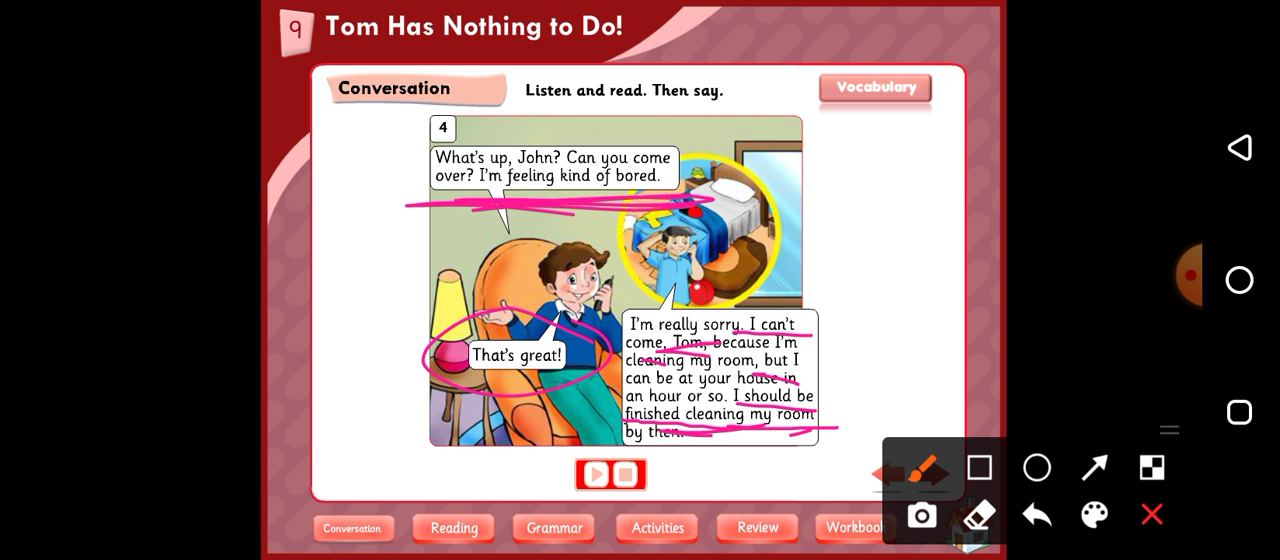 9 Tom Has Nothing to Do!
Conversation
Listen and read. Then say.
Vocabulary
4
What's up, John? Can you come
over? I'm feeling kind of bored.
That's great!
I'm really sorry. I can't
come, Tom, because I'm
cleaning my room, but I
can be at your house in
an hour or so. I should be
finished cleaning my room
by then.
Conversation
Reading
Grammar
Activities
Review
Workbook